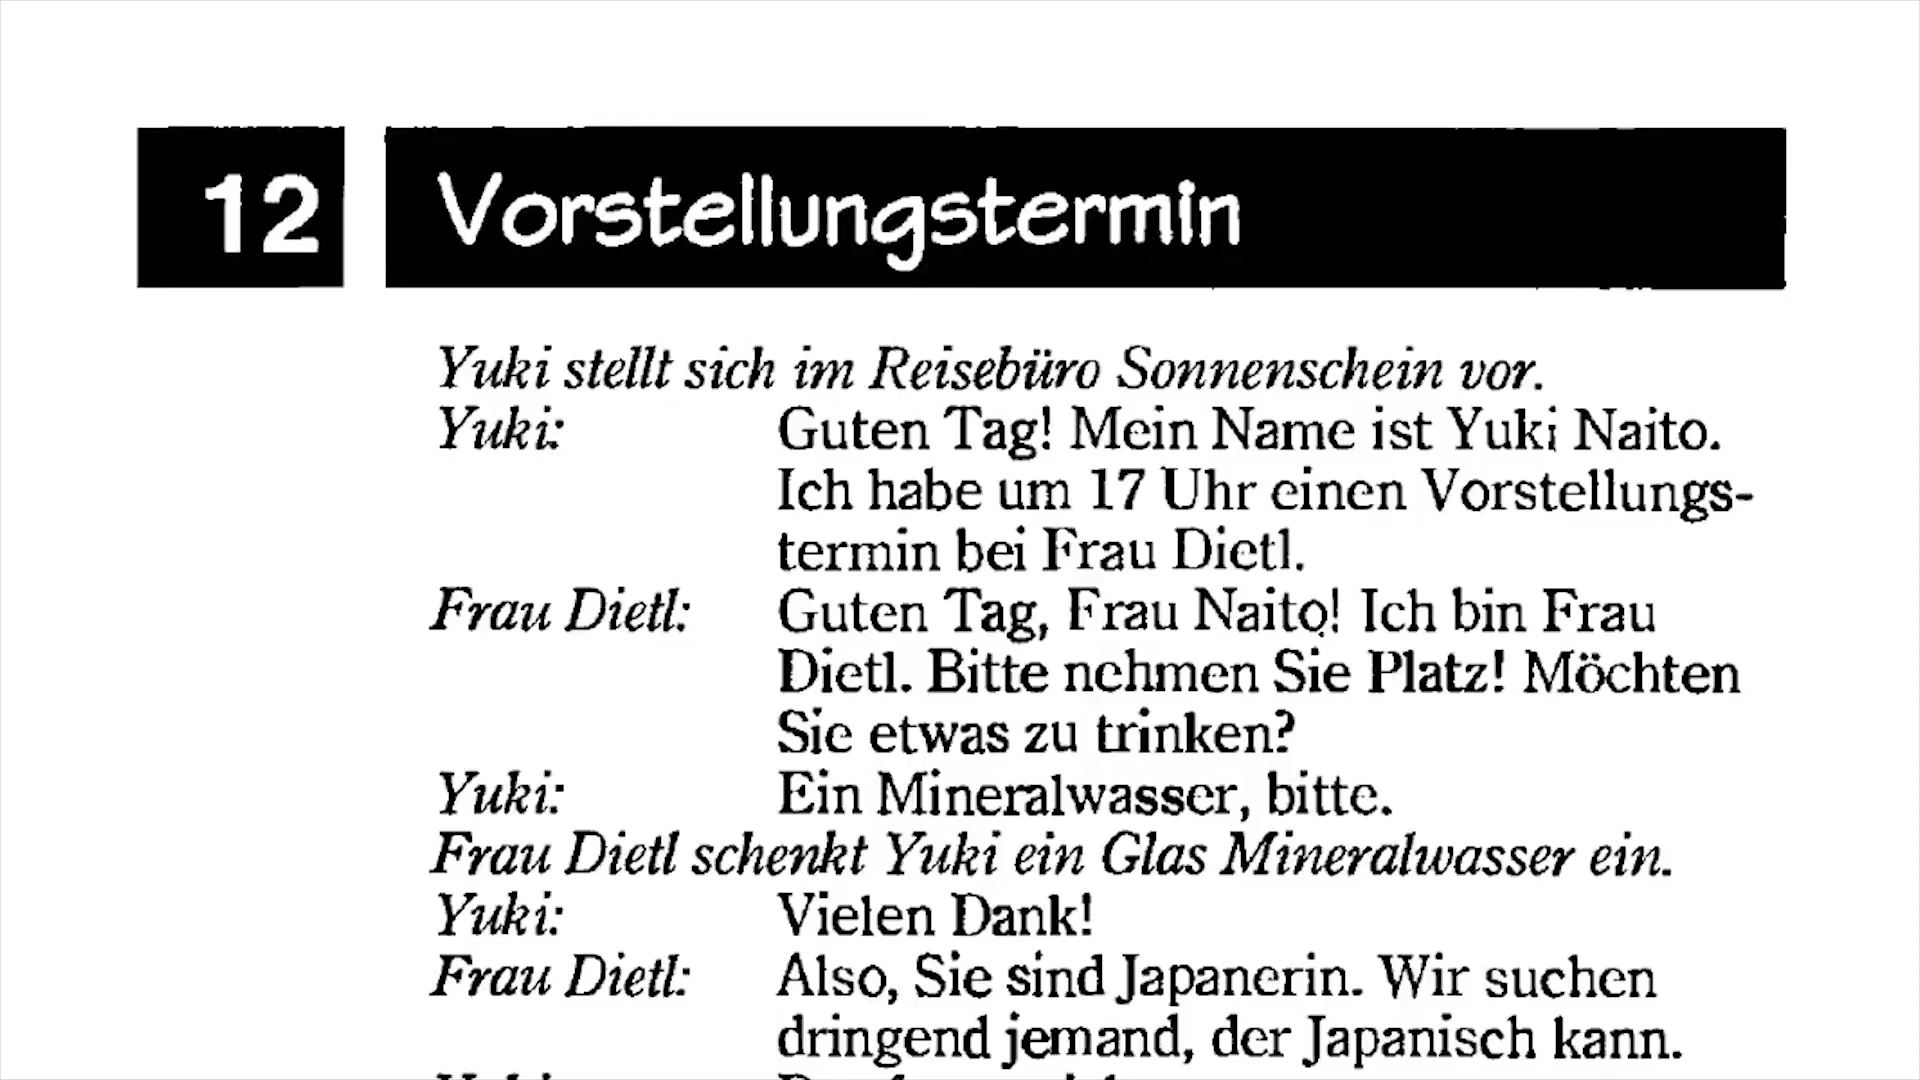 12 Vorstellungstermin
Yuki stellt sich im Reisebüro Sonnenschein vor.
Yuki: Guten Tag! Mein Name ist Yuki Naito.
Ich habe um 17 Uhr einen Vorstellungs-
termin bei Frau Dietl.
Frau Dietl: Guten Tag, Frau Naito! Ich bin Frau
Dietl. Bitte nehmen Sie Platz! Möchten
Sie etwas zu trinken?
Yuki: Ein Mineralwasser, bitte.
Frau Dietl schenkt Yuki ein Glas Mineralwasser ein.
Yuki: Vielen Dank!
Frau Dietl: Also, Sie sind Japanerin. Wir suchen
dringend jemand, der Japanisch kann.